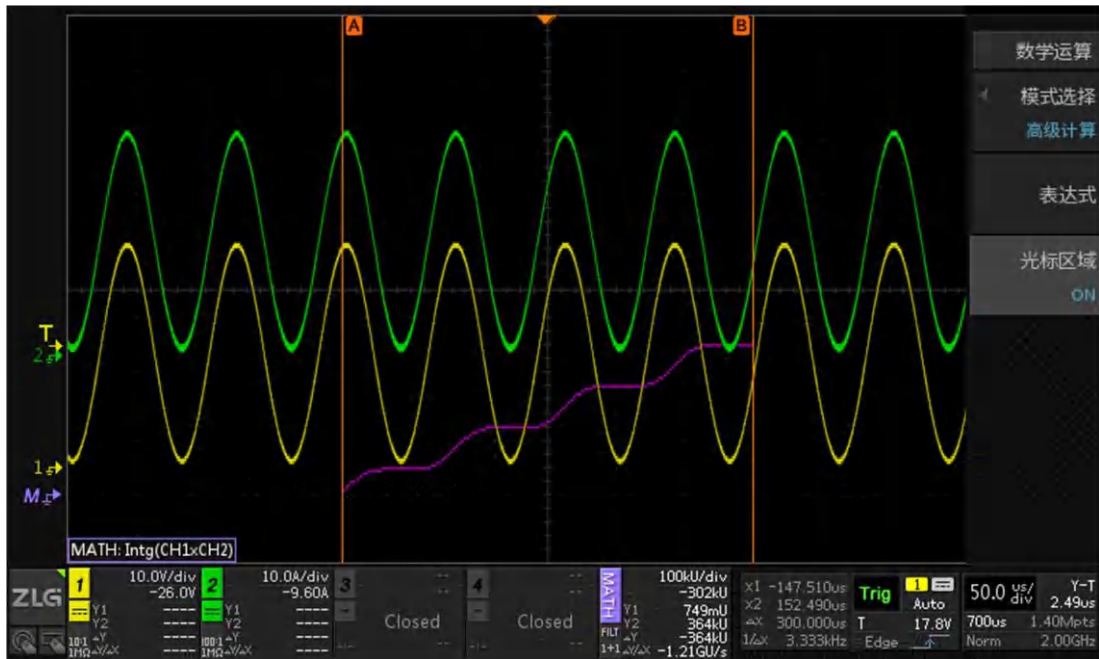 A
B
数学运算
模式选择
高级计算
表达式
光标区域
ON
T
2
1
M
MATH: Intg(CH1xCH2)
ZLG
1
10.0V/div
-26.0V
Y1 ----
Y2 ----
10:1 △Y ----
1MΩ △Y/△X ----
2
10.0A/div
-9.60A
Y1 ----
Y2 ----
100:1 △Y ----
1MΩ △Y/△X ----
3
Closed
4
Closed
MATH
100kU/div
-302kU
Y1 749mU
Y2 364kU
FILT △Y -364kU
1+1 △Y/△X -1.21GU/s
x1 -147.510us
x2 152.490us
△X 300.000us
1/△X 3.333kHz
Trig 1
Auto
T 17.8V
Edge
50.0 us/div
Y-T
2.49us
700us 1.40Mpts
Norm 2.00GHz